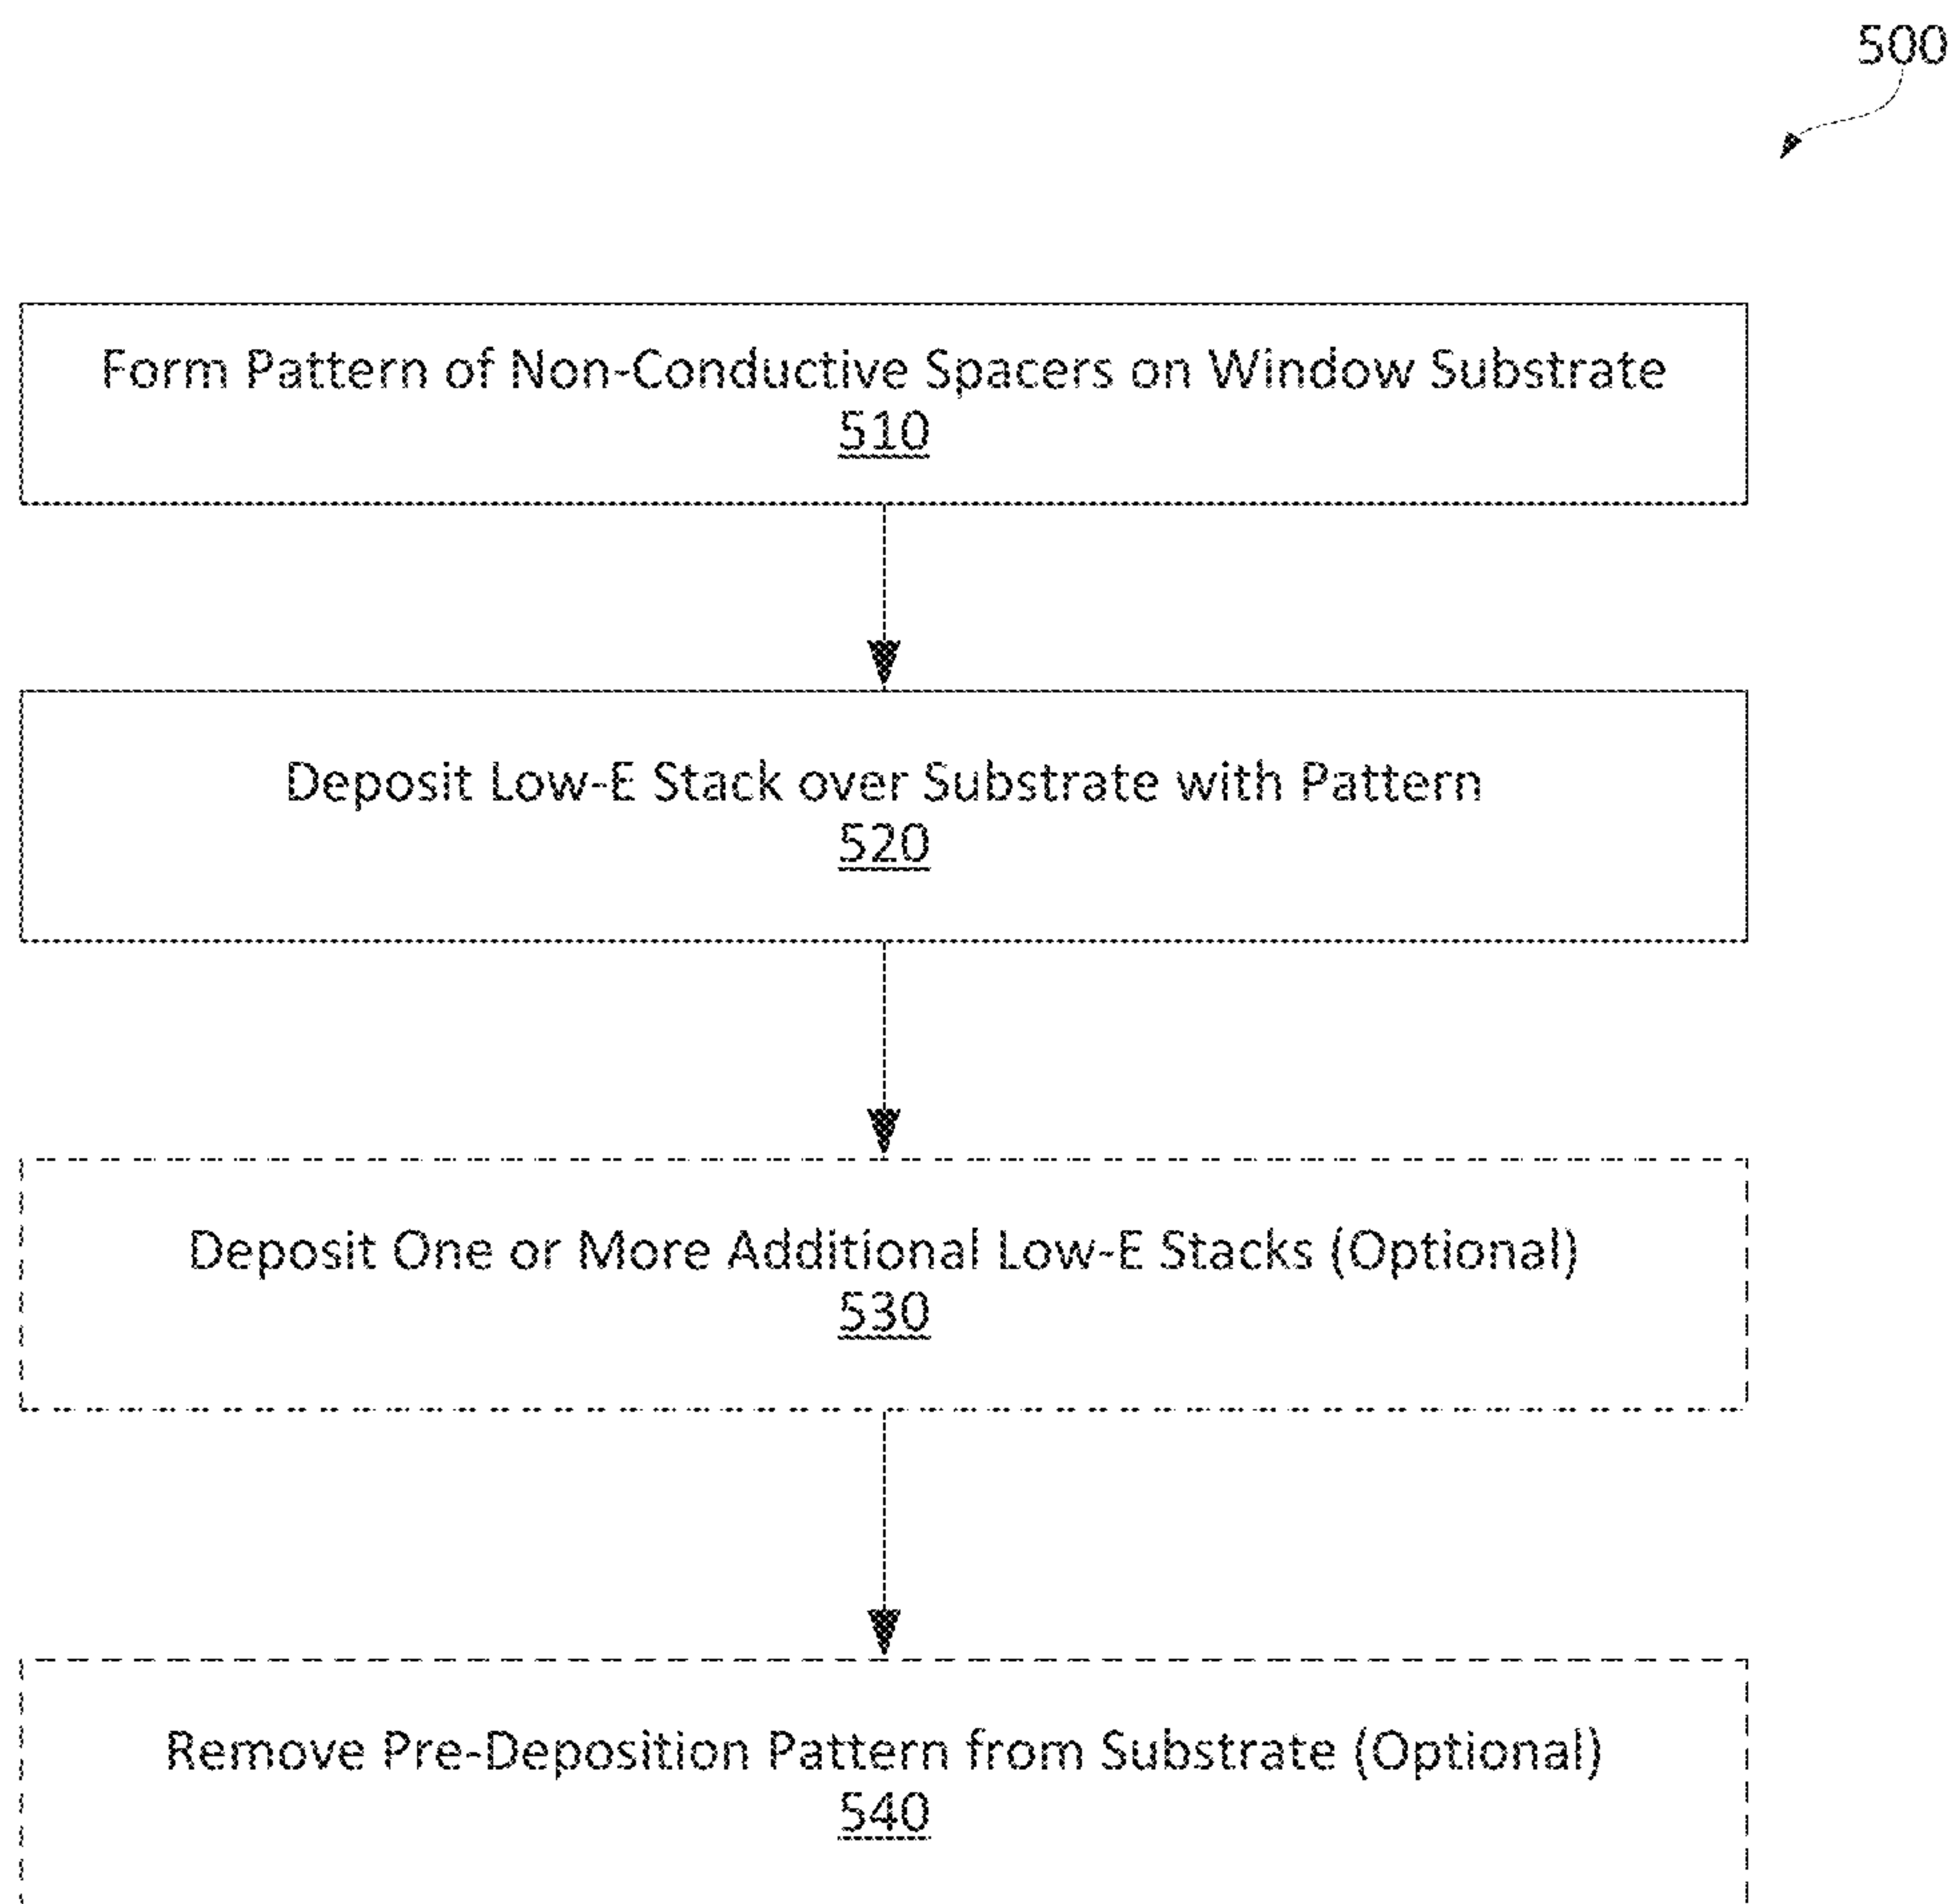 500
Form Pattern of Non-Conductive Spacers on Window Substrate
510
Deposit Low-E Stack over Substrate with Pattern
520
Deposit One or More Additional Low-E Stacks (Optional)
530
Remove Pre-Deposition Pattern from Substrate (Optional)
540